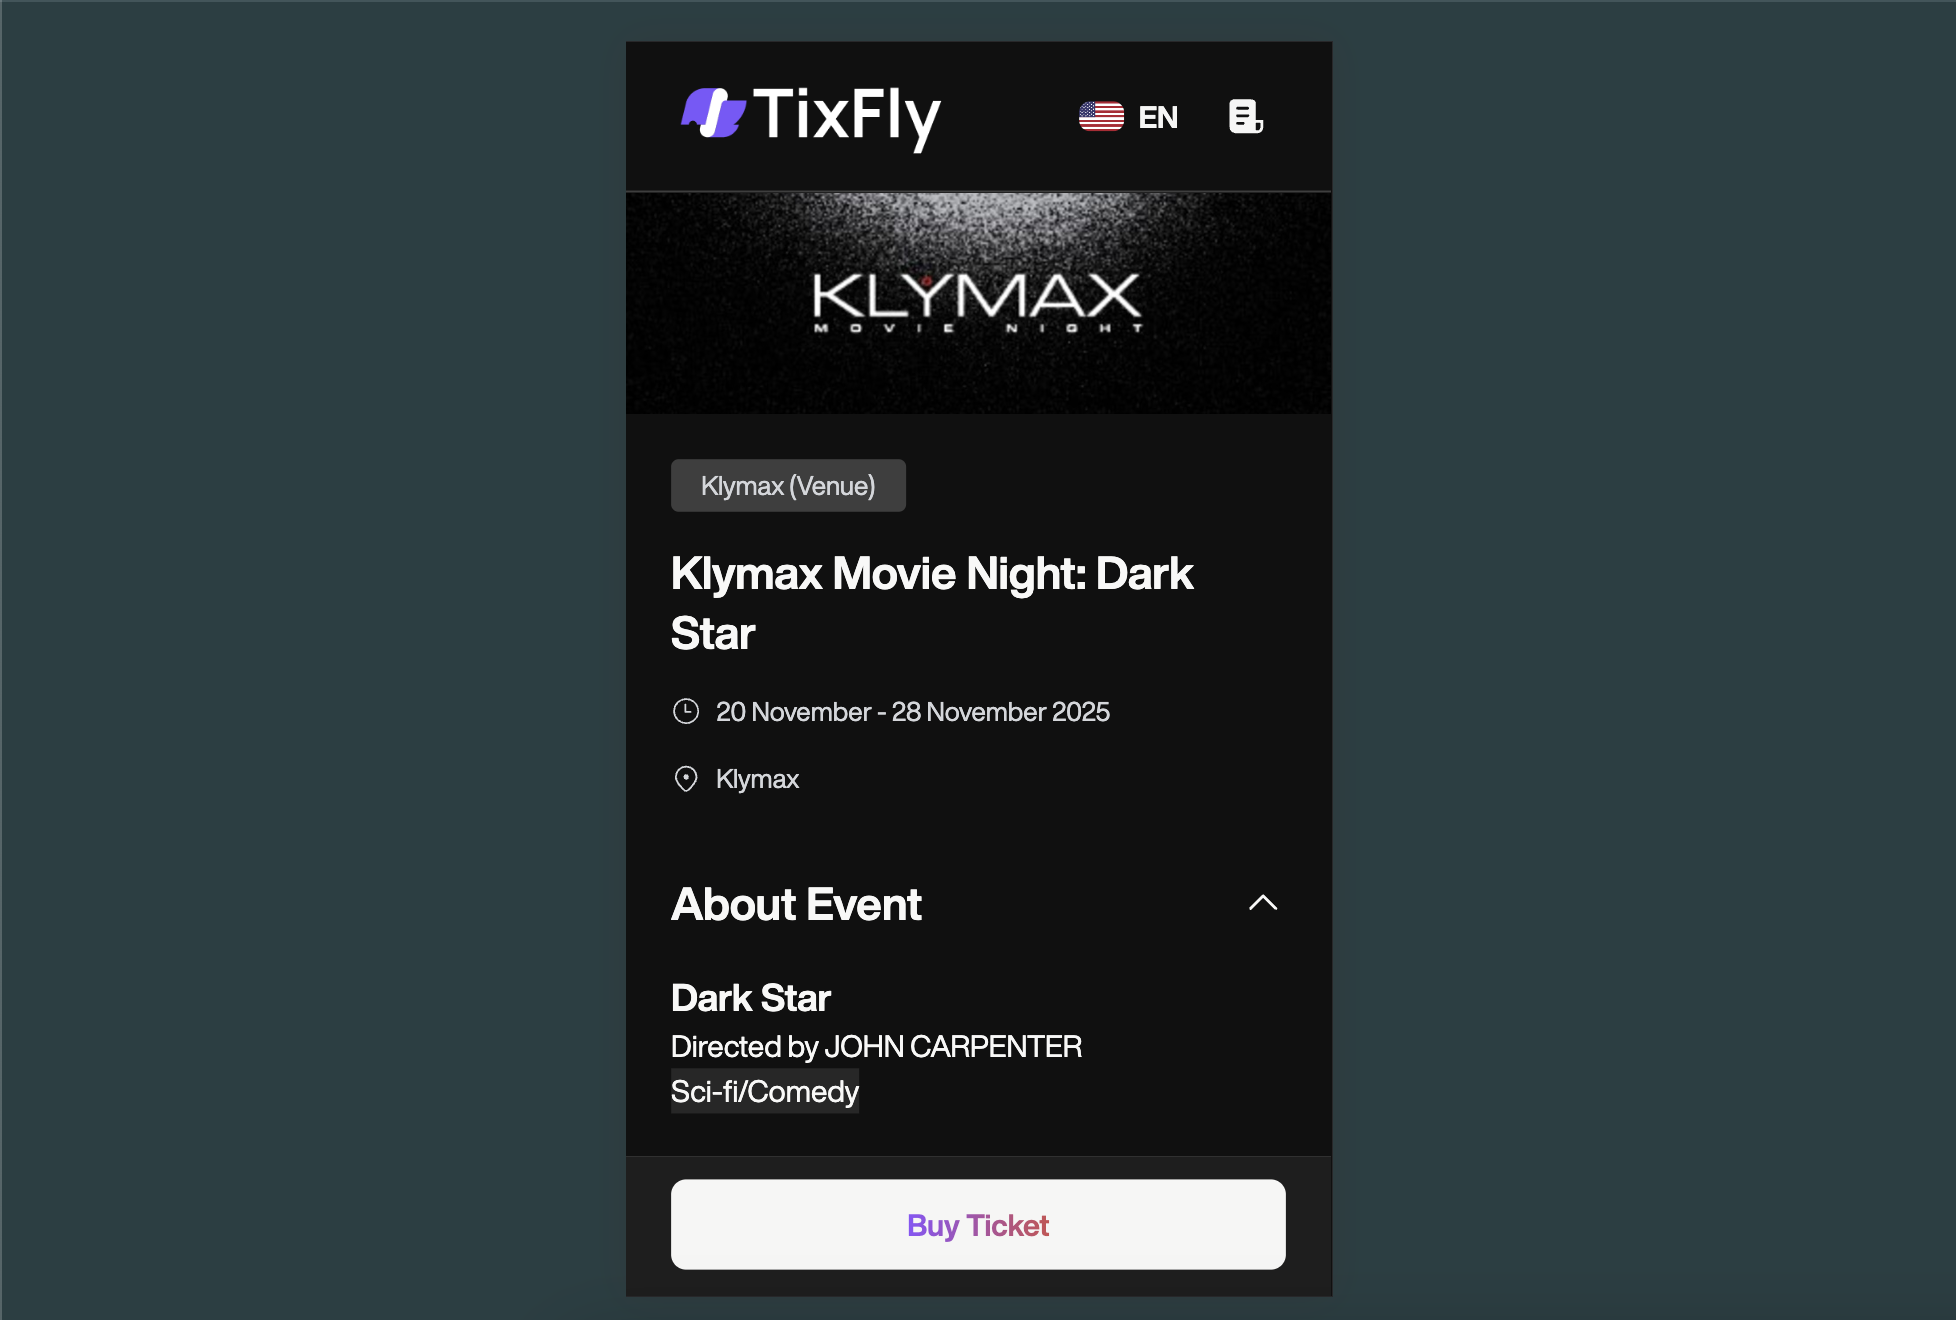 TixFly
EN
KLYMAX
MOVIE NIGHT
Klymax (Venue)
Klymax Movie Night: Dark
Star
20 November - 28 November 2025
Klymax
About Event
Dark Star
Directed by JOHN CARPENTER
Sci-fi/Comedy
Buy Ticket